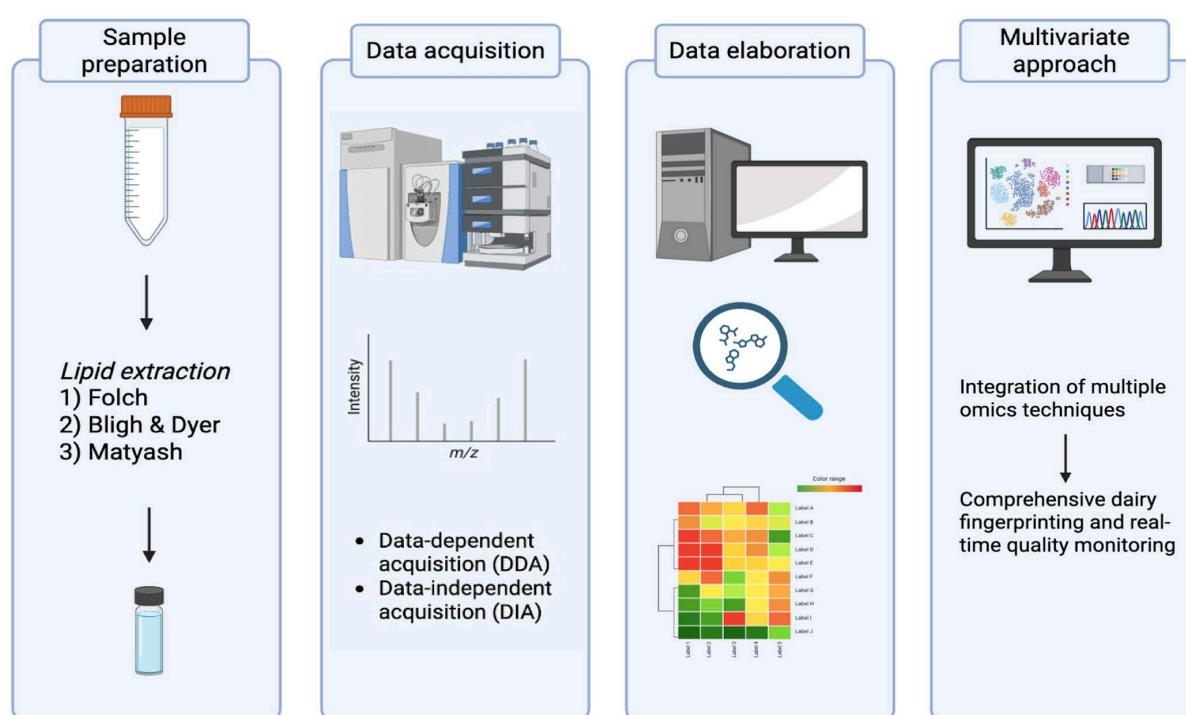 Sample
preparation
Lipid extraction
1) Folch
2) Bligh & Dyer
3) Matyash
Data acquisition
Intensity
m/z
• Data-dependent
acquisition (DDA)
• Data-independent
acquisition (DIA)
Data elaboration
Color range
Label A
Label B
Label C
Label D
Label E
Label F
Label G
Label H
Label I
Label J
Label 1
Label 2
Label 3
Label 4
Label 5
Multivariate
approach
Integration of multiple
omics techniques
Comprehensive dairy
fingerprinting and real-
time quality monitoring